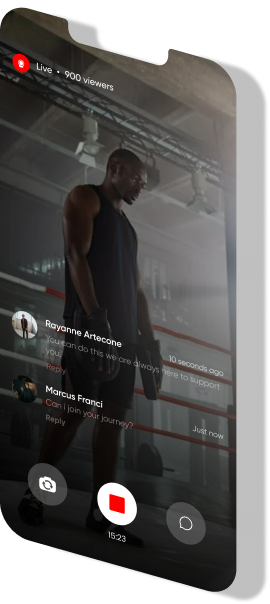 Live • 900 viewers
Rayanne Artecone
10 seconds ago
You can do this we are always here to support
you.
Reply
Marcus Franci
Just now
Can I join your journey?
Reply
15:23